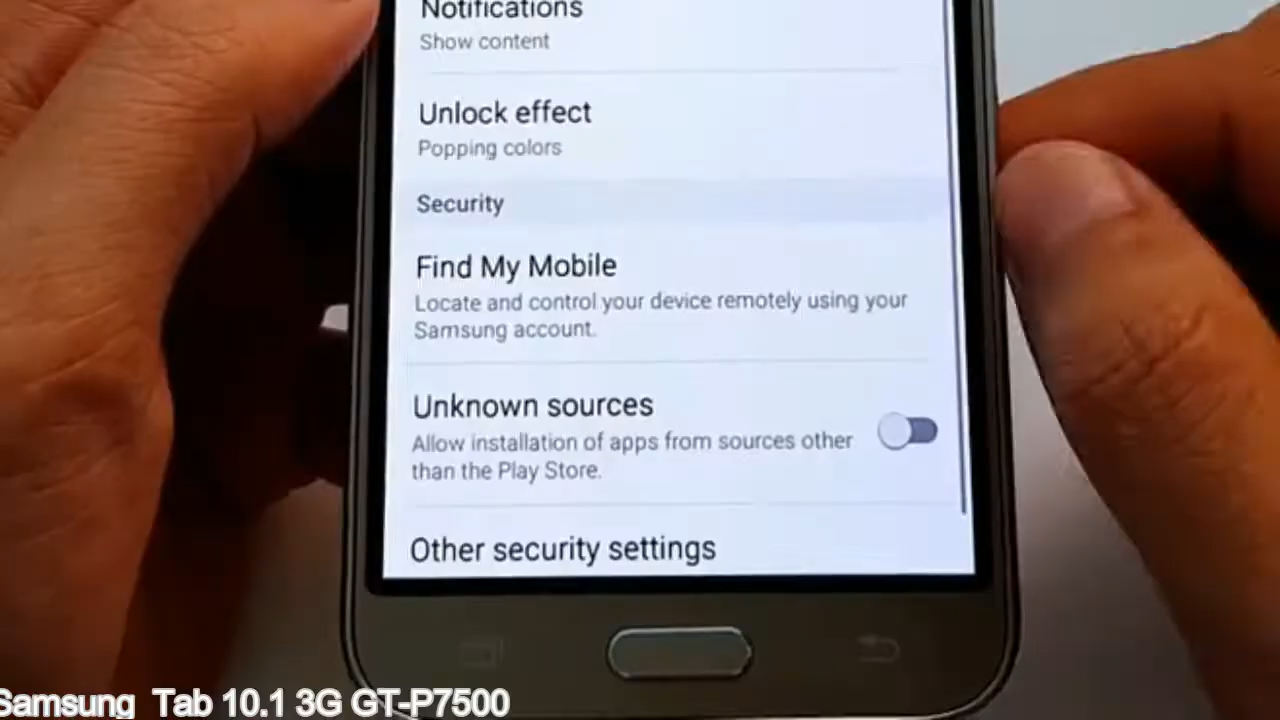 Notifications
Show content
Unlock effect
Popping colors
Security
Find My Mobile
Locate and control your device remotely using your
Samsung account.
Unknown sources
Allow installation of apps from sources other
than the Play Store.
Other security settings
Samsung Tab 10.1 3G GT-P7500